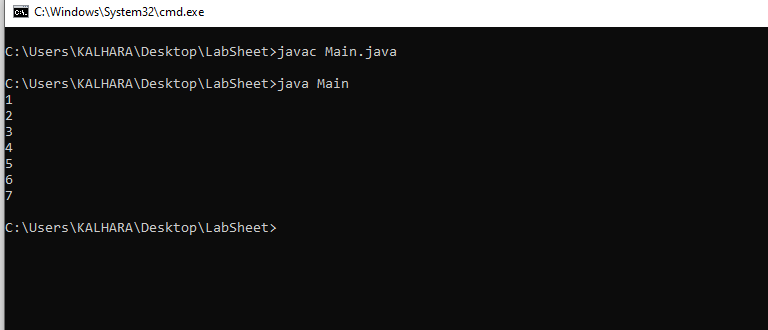 C:\Windows\System32\cmd.exe
C:\Users\KALHARA\Desktop\LabSheet>javac Main.java
C:\Users\KALHARA\Desktop\LabSheet>java Main
1
2
3
4
5
6
7
C:\Users\KALHARA\Desktop\LabSheet>